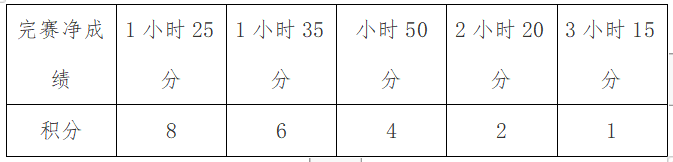 完赛净成 1小时25 1小时35 小时50 2小时20 3小时15
绩 分 分 分 分 分
积分 8 6 4 2 1